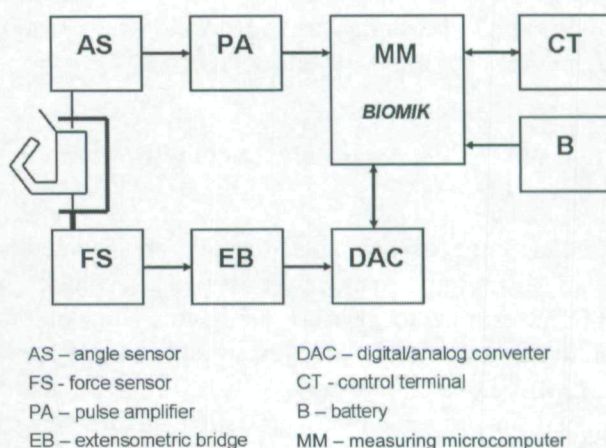 AS PA MM CT
BIOMIK
B
FS EB DAC
AS – angle sensor
FS - force sensor
PA – pulse amplifier
EB – extensometric bridge
DAC – digital/analog converter
CT - control terminal
B – battery
MM – measuring microcomputer